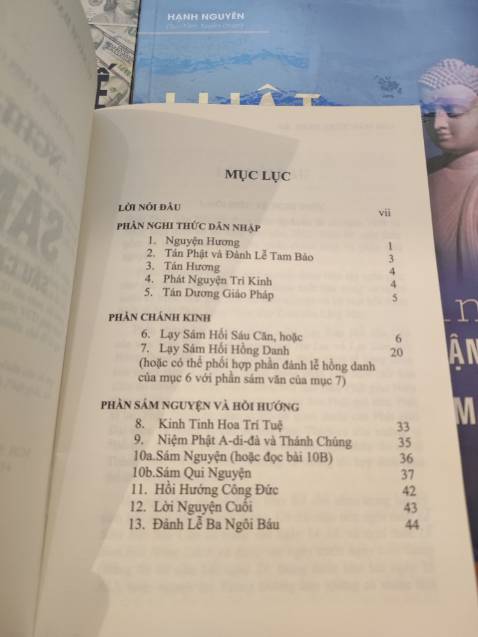 HẠNH NGUYÊN
MỤC LỤC
LỜI NÓI ĐẦU vii
PHẦN NGHI THỨC DẪN NHẬP
1. Nguyện Hương 1
2. Tán Phật và Đảnh Lễ Tam Bảo 3
3. Tán Hương 4
4. Phát Nguyện Trì Kinh 4
5. Tán Dương Giáo Pháp 5
PHẦN CHÁNH KINH
6. Lạy Sám Hối Sáu Căn, hoặc 6
7. Lạy Sám Hối Hồng Danh 20
(hoặc có thể phối hợp phần đảnh lễ hồng danh
của mục 6 với phần sám văn của mục 7)
PHẦN SÁM NGUYỆN VÀ HỒI HƯỚNG
8. Kinh Tinh Hoa Trí Tuệ 33
9. Niệm Phật A-di-đà và Thánh Chúng 35
10a.Sám Nguyện (hoặc đọc bài 10B) 36
10b.Sám Qui Nguyện 37
11. Hồi Hướng Công Đức 42
12. Lời Nguyện Cuối 43
13. Đảnh Lễ Ba Ngôi Báu 44